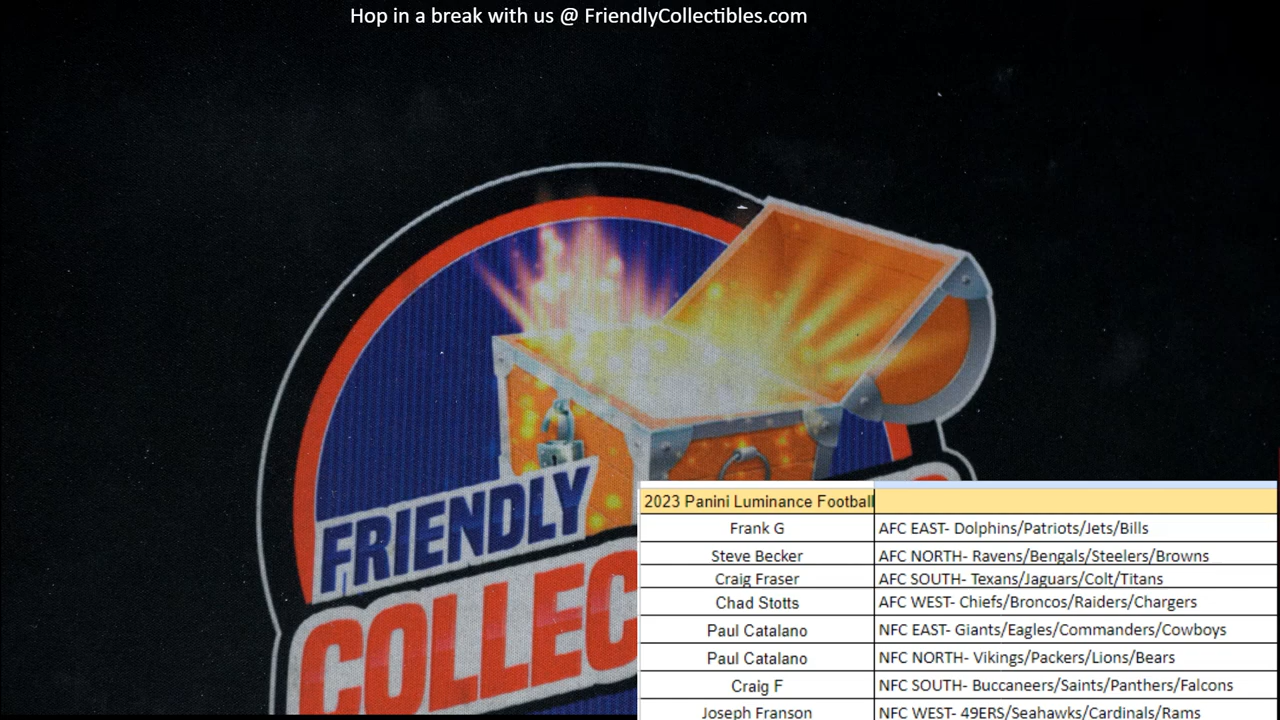 Hop in a break with us @ FriendlyCollectibles.com
FRIENDLY
COLLEC
2023 Panini Luminance Football
Frank G AFC EAST- Dolphins/Patriots/Jets/Bills
Steve Becker AFC NORTH- Ravens/Bengals/Steelers/Browns
Craig Fraser AFC SOUTH- Texans/Jaguars/Colt/Titans
Chad Stotts AFC WEST- Chiefs/Broncos/Raiders/Chargers
Paul Catalano NFC EAST- Giants/Eagles/Commanders/Cowboys
Paul Catalano NFC NORTH- Vikings/Packers/Lions/Bears
Craig F NFC SOUTH- Buccaneers/Saints/Panthers/Falcons
Joseph Franson NFC WEST- 49ERS/Seahawks/Cardinals/Rams